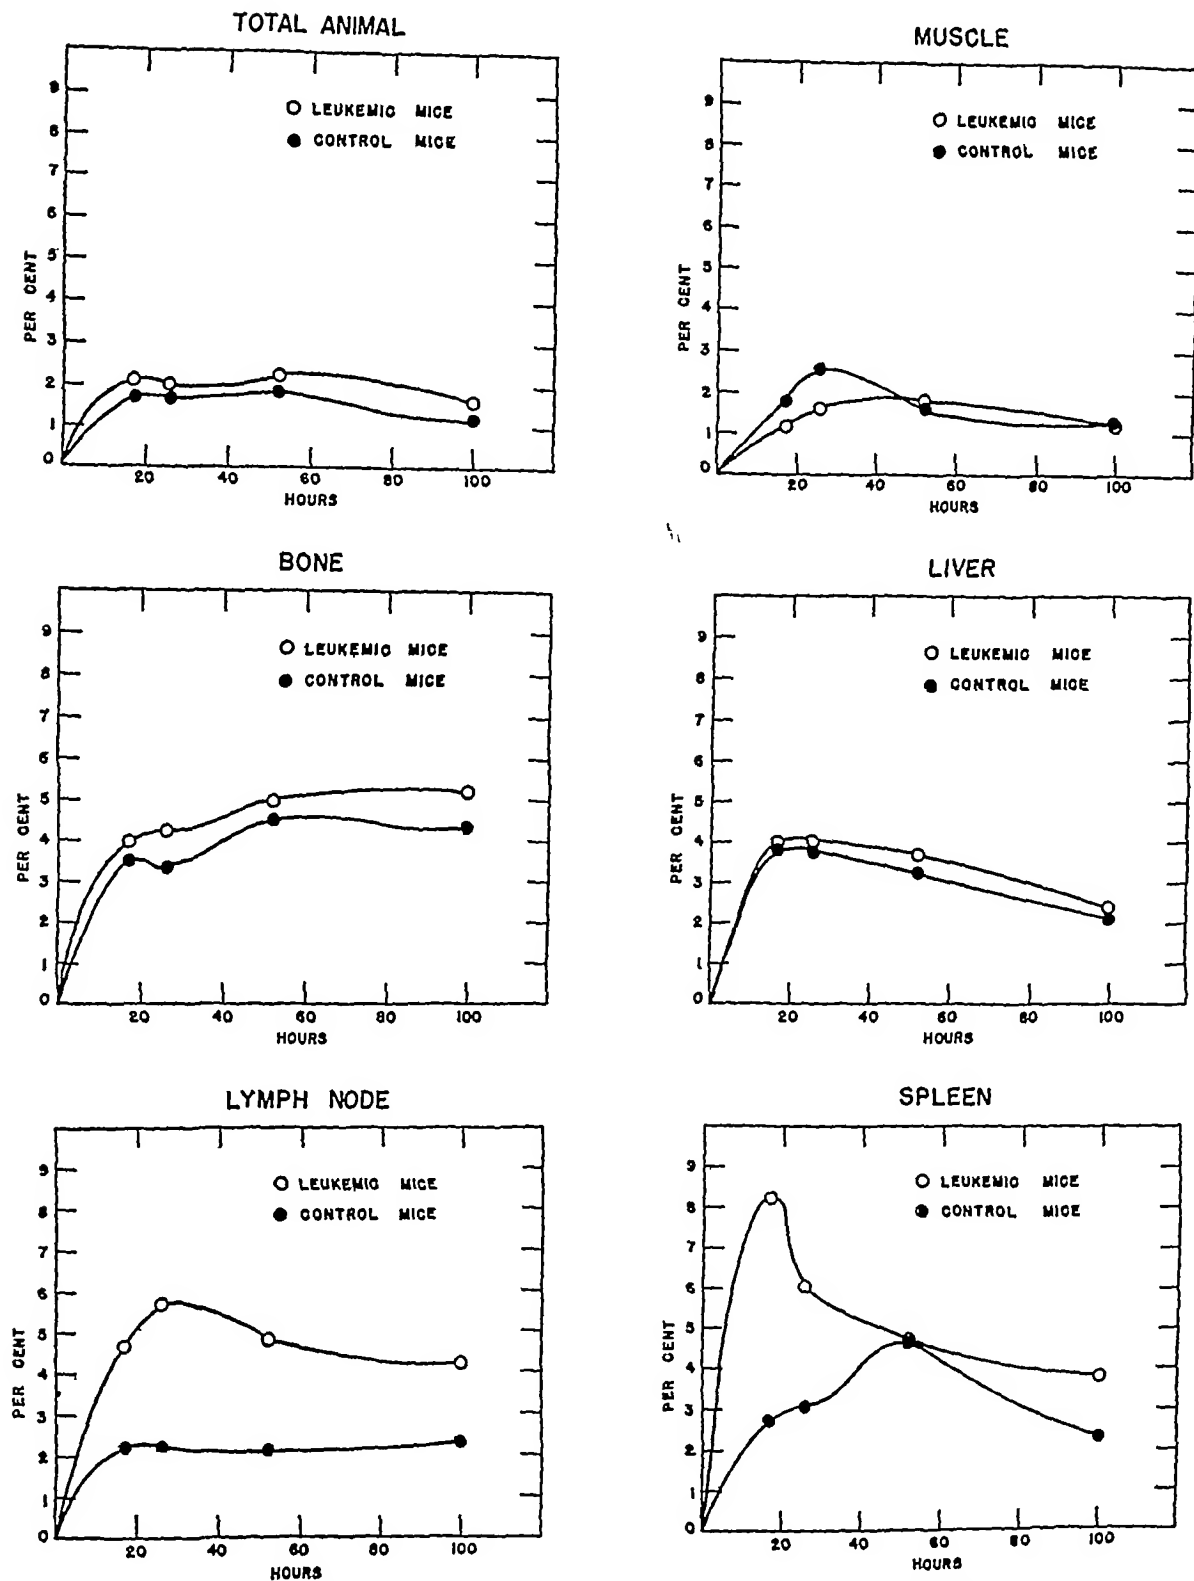 TOTAL ANIMAL
PER CENT
9
8
7
6
5
4
3
2
1
0
○ LEUKEMIC MICE
● CONTROL MICE
20 40 60 80 100
HOURS
MUSCLE
PER CENT
9
8
7
6
5
4
3
2
1
0
○ LEUKEMIC MICE
● CONTROL MICE
20 40 60 80 100
HOURS
BONE
PER CENT
9
8
7
6
5
4
3
2
1
0
○ LEUKEMIC MICE
● CONTROL MICE
20 40 60 80 100
HOURS
LIVER
PER CENT
9
8
7
6
5
4
3
2
1
0
○ LEUKEMIC MICE
● CONTROL MICE
20 40 60 80 100
HOURS
LYMPH NODE
PER CENT
9
8
7
6
5
4
3
2
1
0
○ LEUKEMIC MICE
● CONTROL MICE
20 40 60 80 100
HOURS
SPLEEN
PER CENT
9
8
7
6
5
4
3
2
1
0
○ LEUKEMIC MICE
● CONTROL MICE
20 40 60 80 100
HOURS